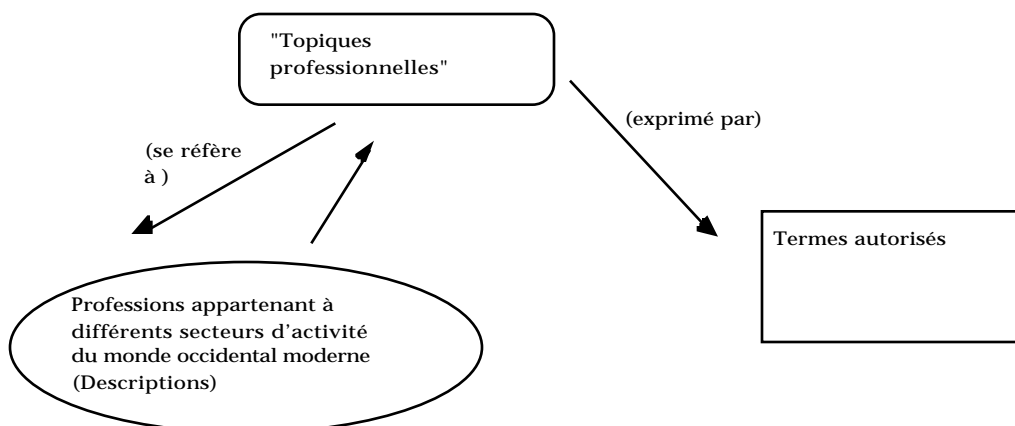 "Topiques
professionnelles"
(exprimé par)
(se réfère
à )
Termes autorisés
Professions appartenant à
différents secteurs d’activité
du monde occidental moderne
(Descriptions)